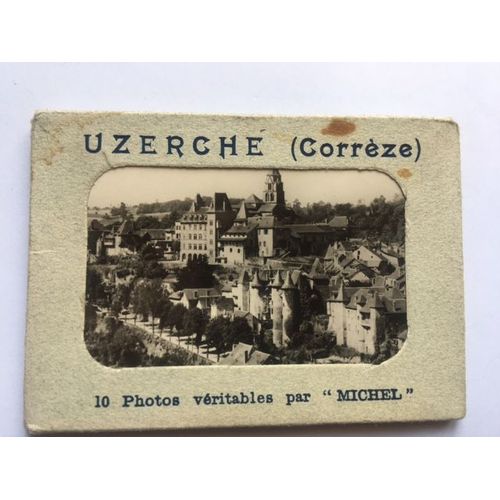 UZERCHE (Corrèze)
10 Photos véritables par "MICHEL"